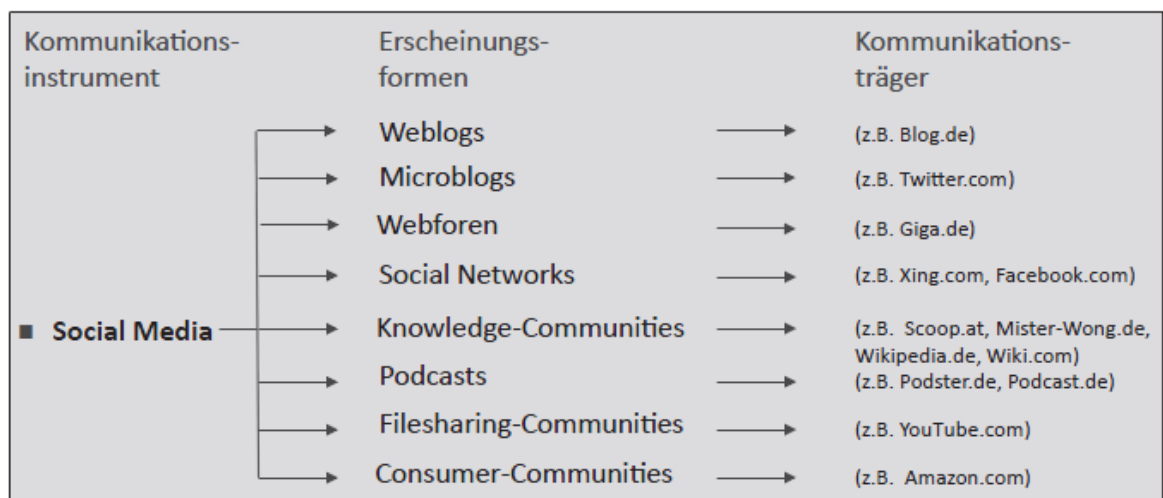 Kommunikations-
instrument
Erscheinungs-
formen
Kommunikations-
träger
Weblogs
(z.B. Blog.de)
Microblogs
(z.B. Twitter.com)
Webforen
(z.B. Giga.de)
Social Networks
(z.B. Xing.com, Facebook.com)
■ Social Media
Knowledge-Communities
(z.B.  Scoop.at, Mister-Wong.de,
Wikipedia.de, Wiki.com)
Podcasts
(z.B. Podster.de, Podcast.de)
Filesharing-Communities
(z.B. YouTube.com)
Consumer-Communities
(z.B.  Amazon.com)